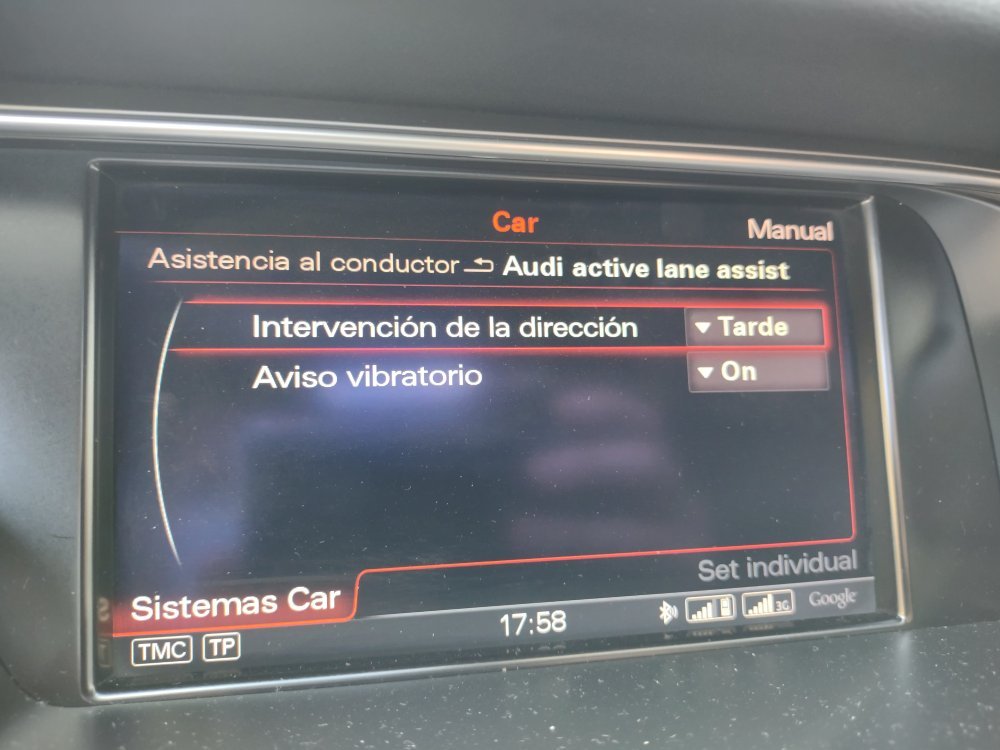 Car
Manual
Asistencia al conductor Audi active lane assist
Intervención de la dirección Tarde
Aviso vibratorio On
Set individual
Sistemas Car
17:58
3G
Google
TMC TP